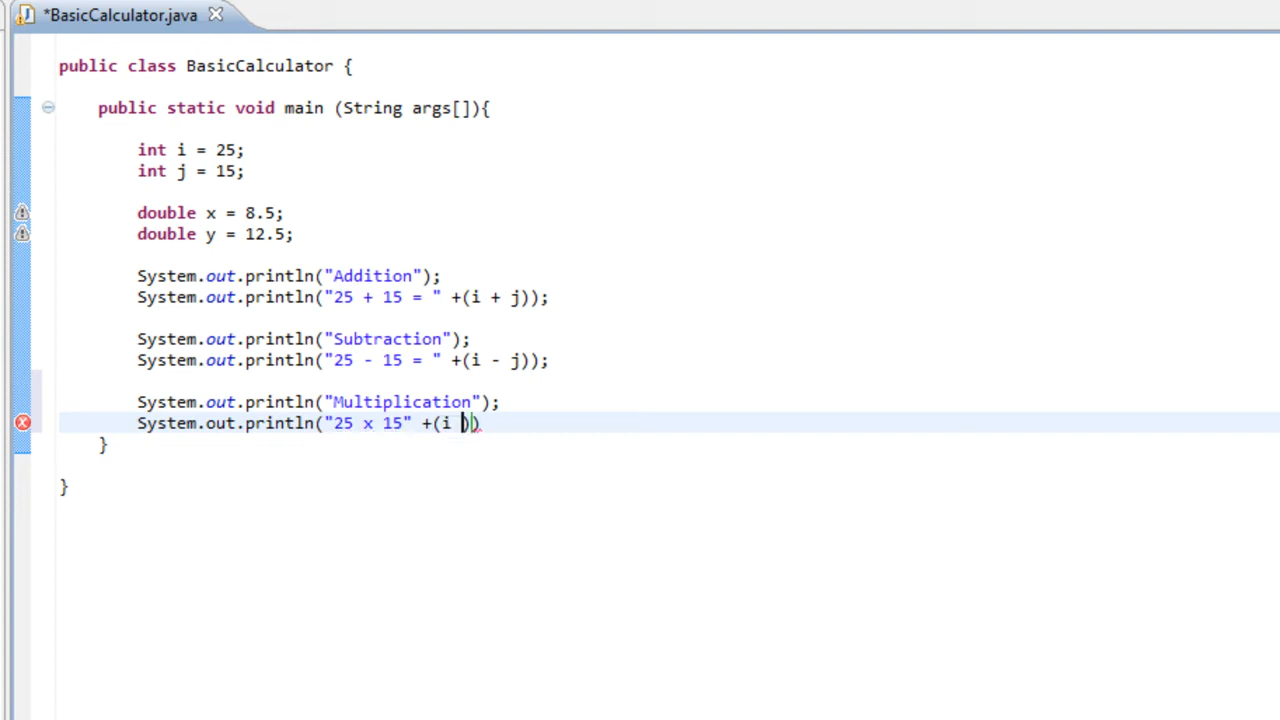 *BasicCalculator.java
public class BasicCalculator {
public static void main (String args[]){
int i = 25;
int j = 15;
double x = 8.5;
double y = 12.5;
System.out.println("Addition");
System.out.println("25 + 15 = " +(i + j));
System.out.println("Subtraction");
System.out.println("25 - 15 = " +(i - j));
System.out.println("Multiplication");
System.out.println("25 x 15" +(i ))
}
}